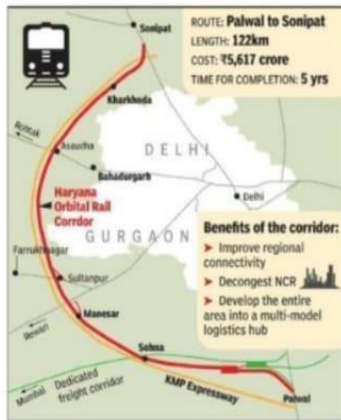 ROUTE: Palwal to Sonipat
LENGTH: 122km
COST: ₹5,617 crore
TIME FOR COMPLETION: 5 yrs
Sonipat
Kharkhoda
Rohtak
Asaudha
Bahadurgarh
DELHI
Delhi
Haryana
Orbital Rail
Corrdor
GURGAON
Farrukhnagar
Sultanpur
Manesar
Rewari
Sohna
Mumbai
Dedicated
freight corridor
KMP Expressway
Palwal
Benefits of the corridor:
➤ Improve regional
connectivity
➤ Decongest NCR
➤ Develop the entire
area into a multi-model
logistics hub